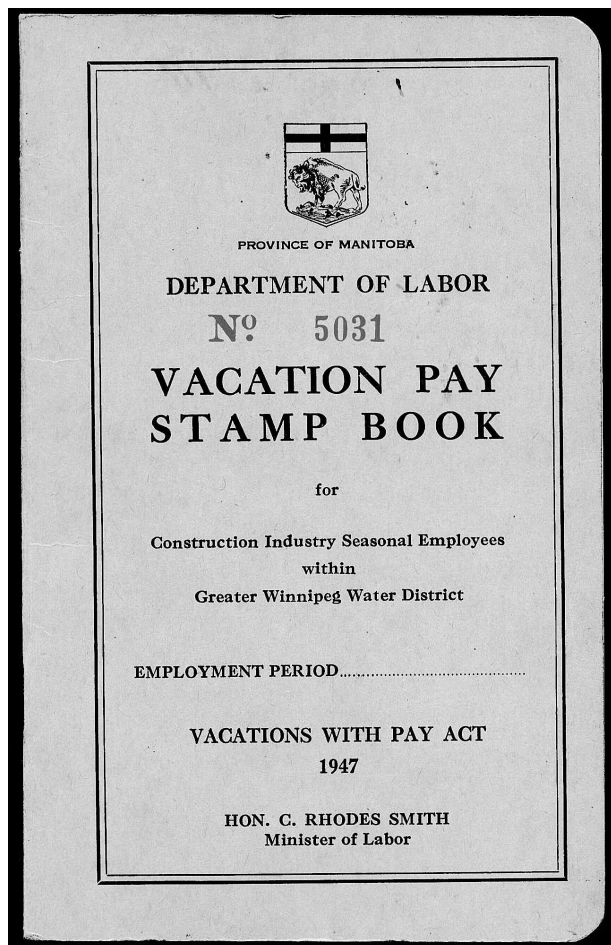 PROVINCE OF MANITOBA
DEPARTMENT OF LABOR
Nº 5031
VACATION PAY
STAMP BOOK
for
Construction Industry Seasonal Employees
within
Greater Winnipeg Water District
EMPLOYMENT PERIOD........................................
VACATIONS WITH PAY ACT
1947
HON. C. RHODES SMITH
Minister of Labor